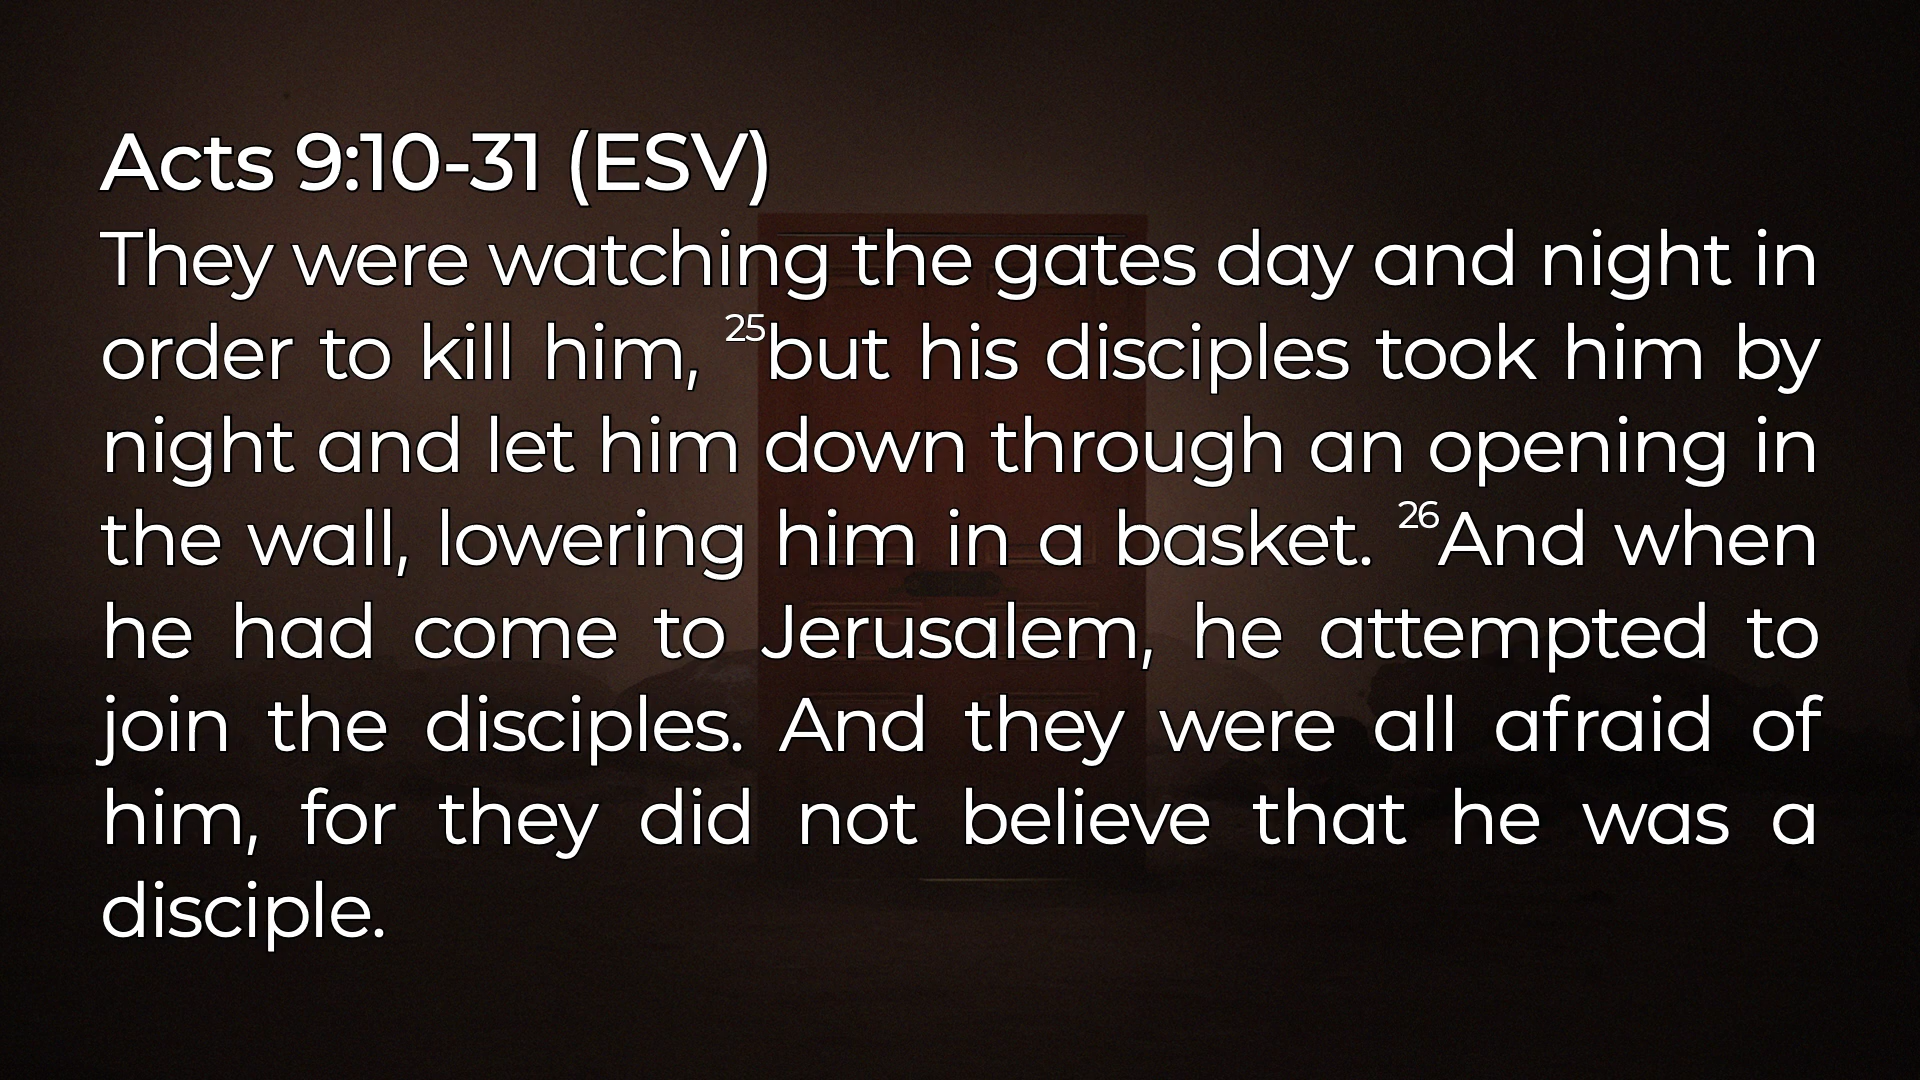 Acts 9:10-31 (ESV)
They were watching the gates day and night in
order to kill him, 25but his disciples took him by
night and let him down through an opening in
the wall, lowering him in a basket. 26And when
he had come to Jerusalem, he attempted to
join the disciples. And they were all afraid of
him, for they did not believe that he was a
disciple.